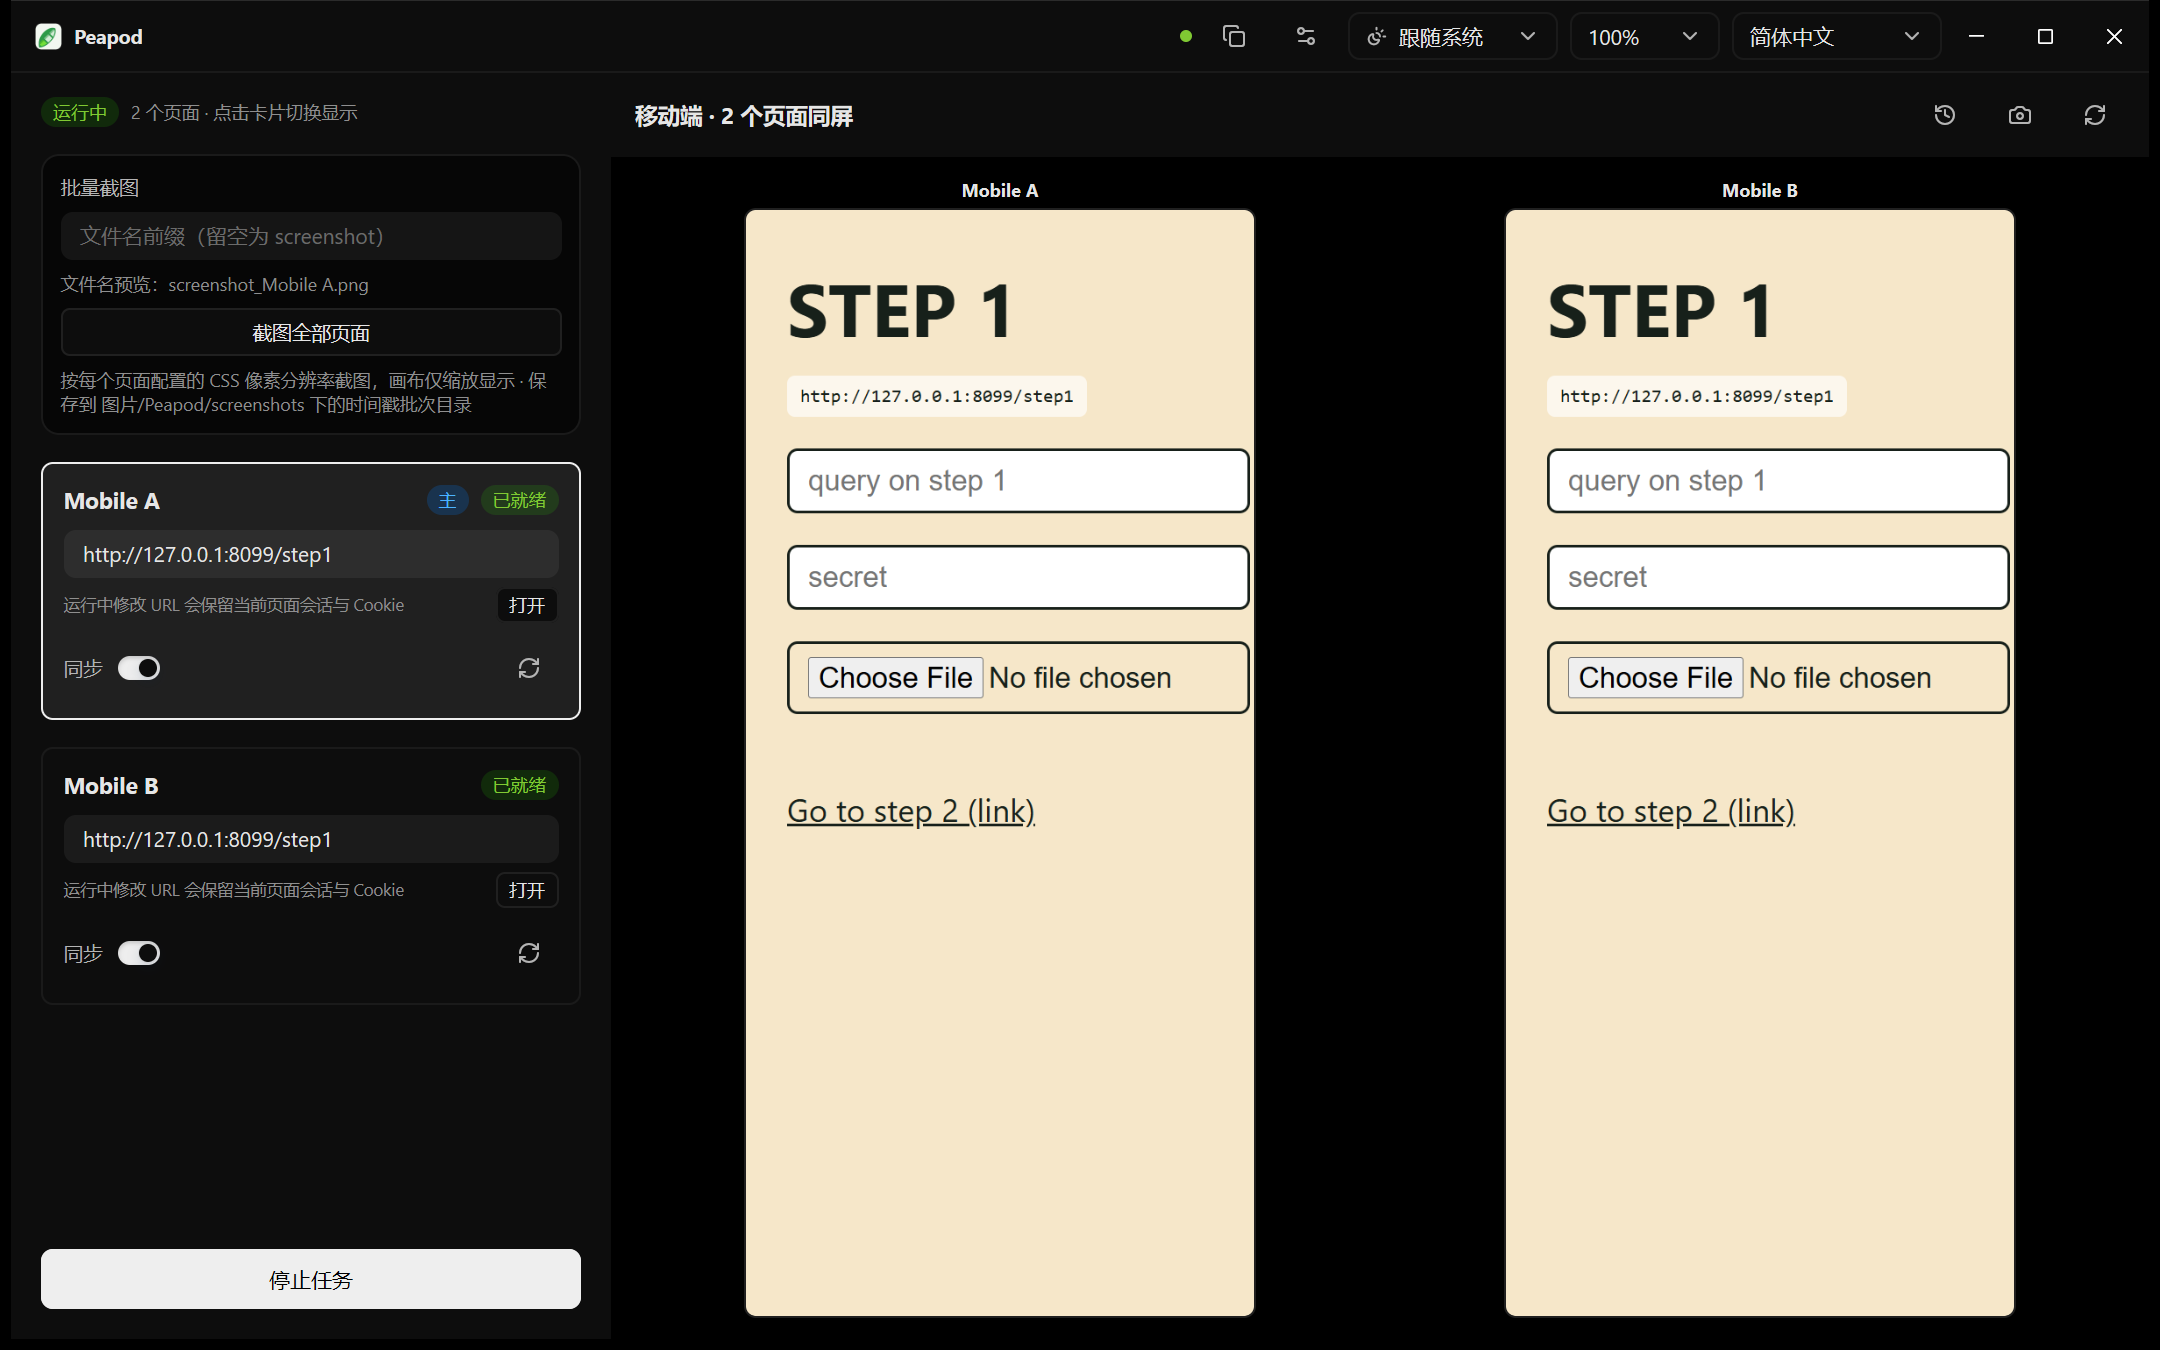 Peapod
跟随系统
100%
简体中文
运行中
2 个页面 · 点击卡片切换显示
批量截图
文件名前缀（留空为 screenshot）
文件名预览：screenshot_Mobile A.png
截图全部页面
按每个页面配置的 CSS 像素分辨率截图，画布仅缩放显示 · 保
存到 图片/Peapod/screenshots 下的时间戳批次目录
Mobile A
主
已就绪
http://127.0.0.1:8099/step1
运行中修改 URL 会保留当前页面会话与 Cookie
打开
同步
Mobile B
已就绪
http://127.0.0.1:8099/step1
运行中修改 URL 会保留当前页面会话与 Cookie
打开
同步
停止任务
移动端 · 2 个页面同屏
Mobile A
STEP 1
http://127.0.0.1:8099/step1
query on step 1
secret
Choose File No file chosen
Go to step 2 (link)
Mobile B
STEP 1
http://127.0.0.1:8099/step1
query on step 1
secret
Choose File No file chosen
Go to step 2 (link)